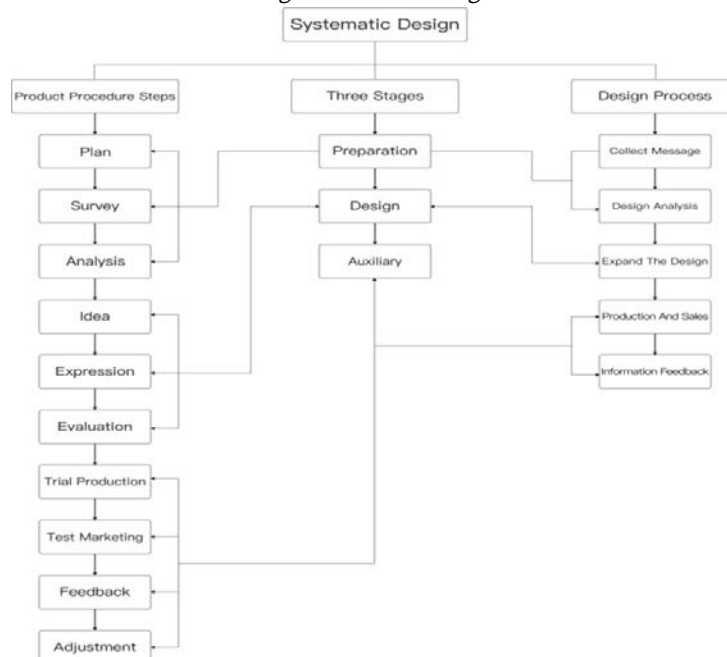 Systematic Design
Product Procedure Steps
Three Stages
Design Process
Plan
Survey
Analysis
Idea
Expression
Evaluation
Trial Production
Test Marketing
Feedback
Adjustment
Preparation
Design
Auxiliary
Collect Message
Design Analysis
Expand The Design
Production And Sales
Information Feedback